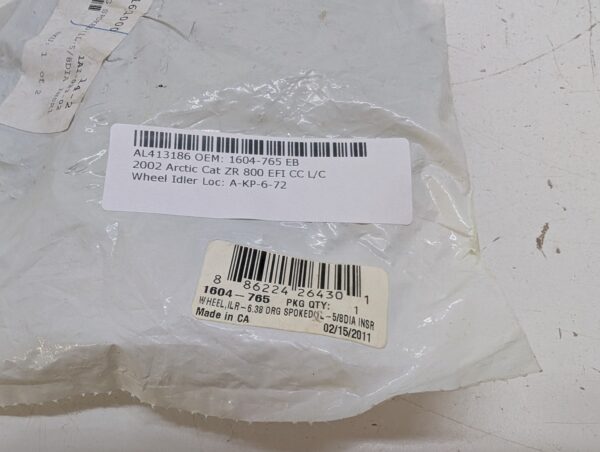 1 of 2
AL413186 OEM: 1604-765 EB
2002 Arctic Cat ZR 800 EFI CC L/C
Wheel Idler Loc: A-KP-6-72
8 86224 26430 1
1604-765 PKG QTY: 1
WHEEL,ILR-6.38 ORG SPOKED -5/8DIA INSR
Made in CA 02/15/2011